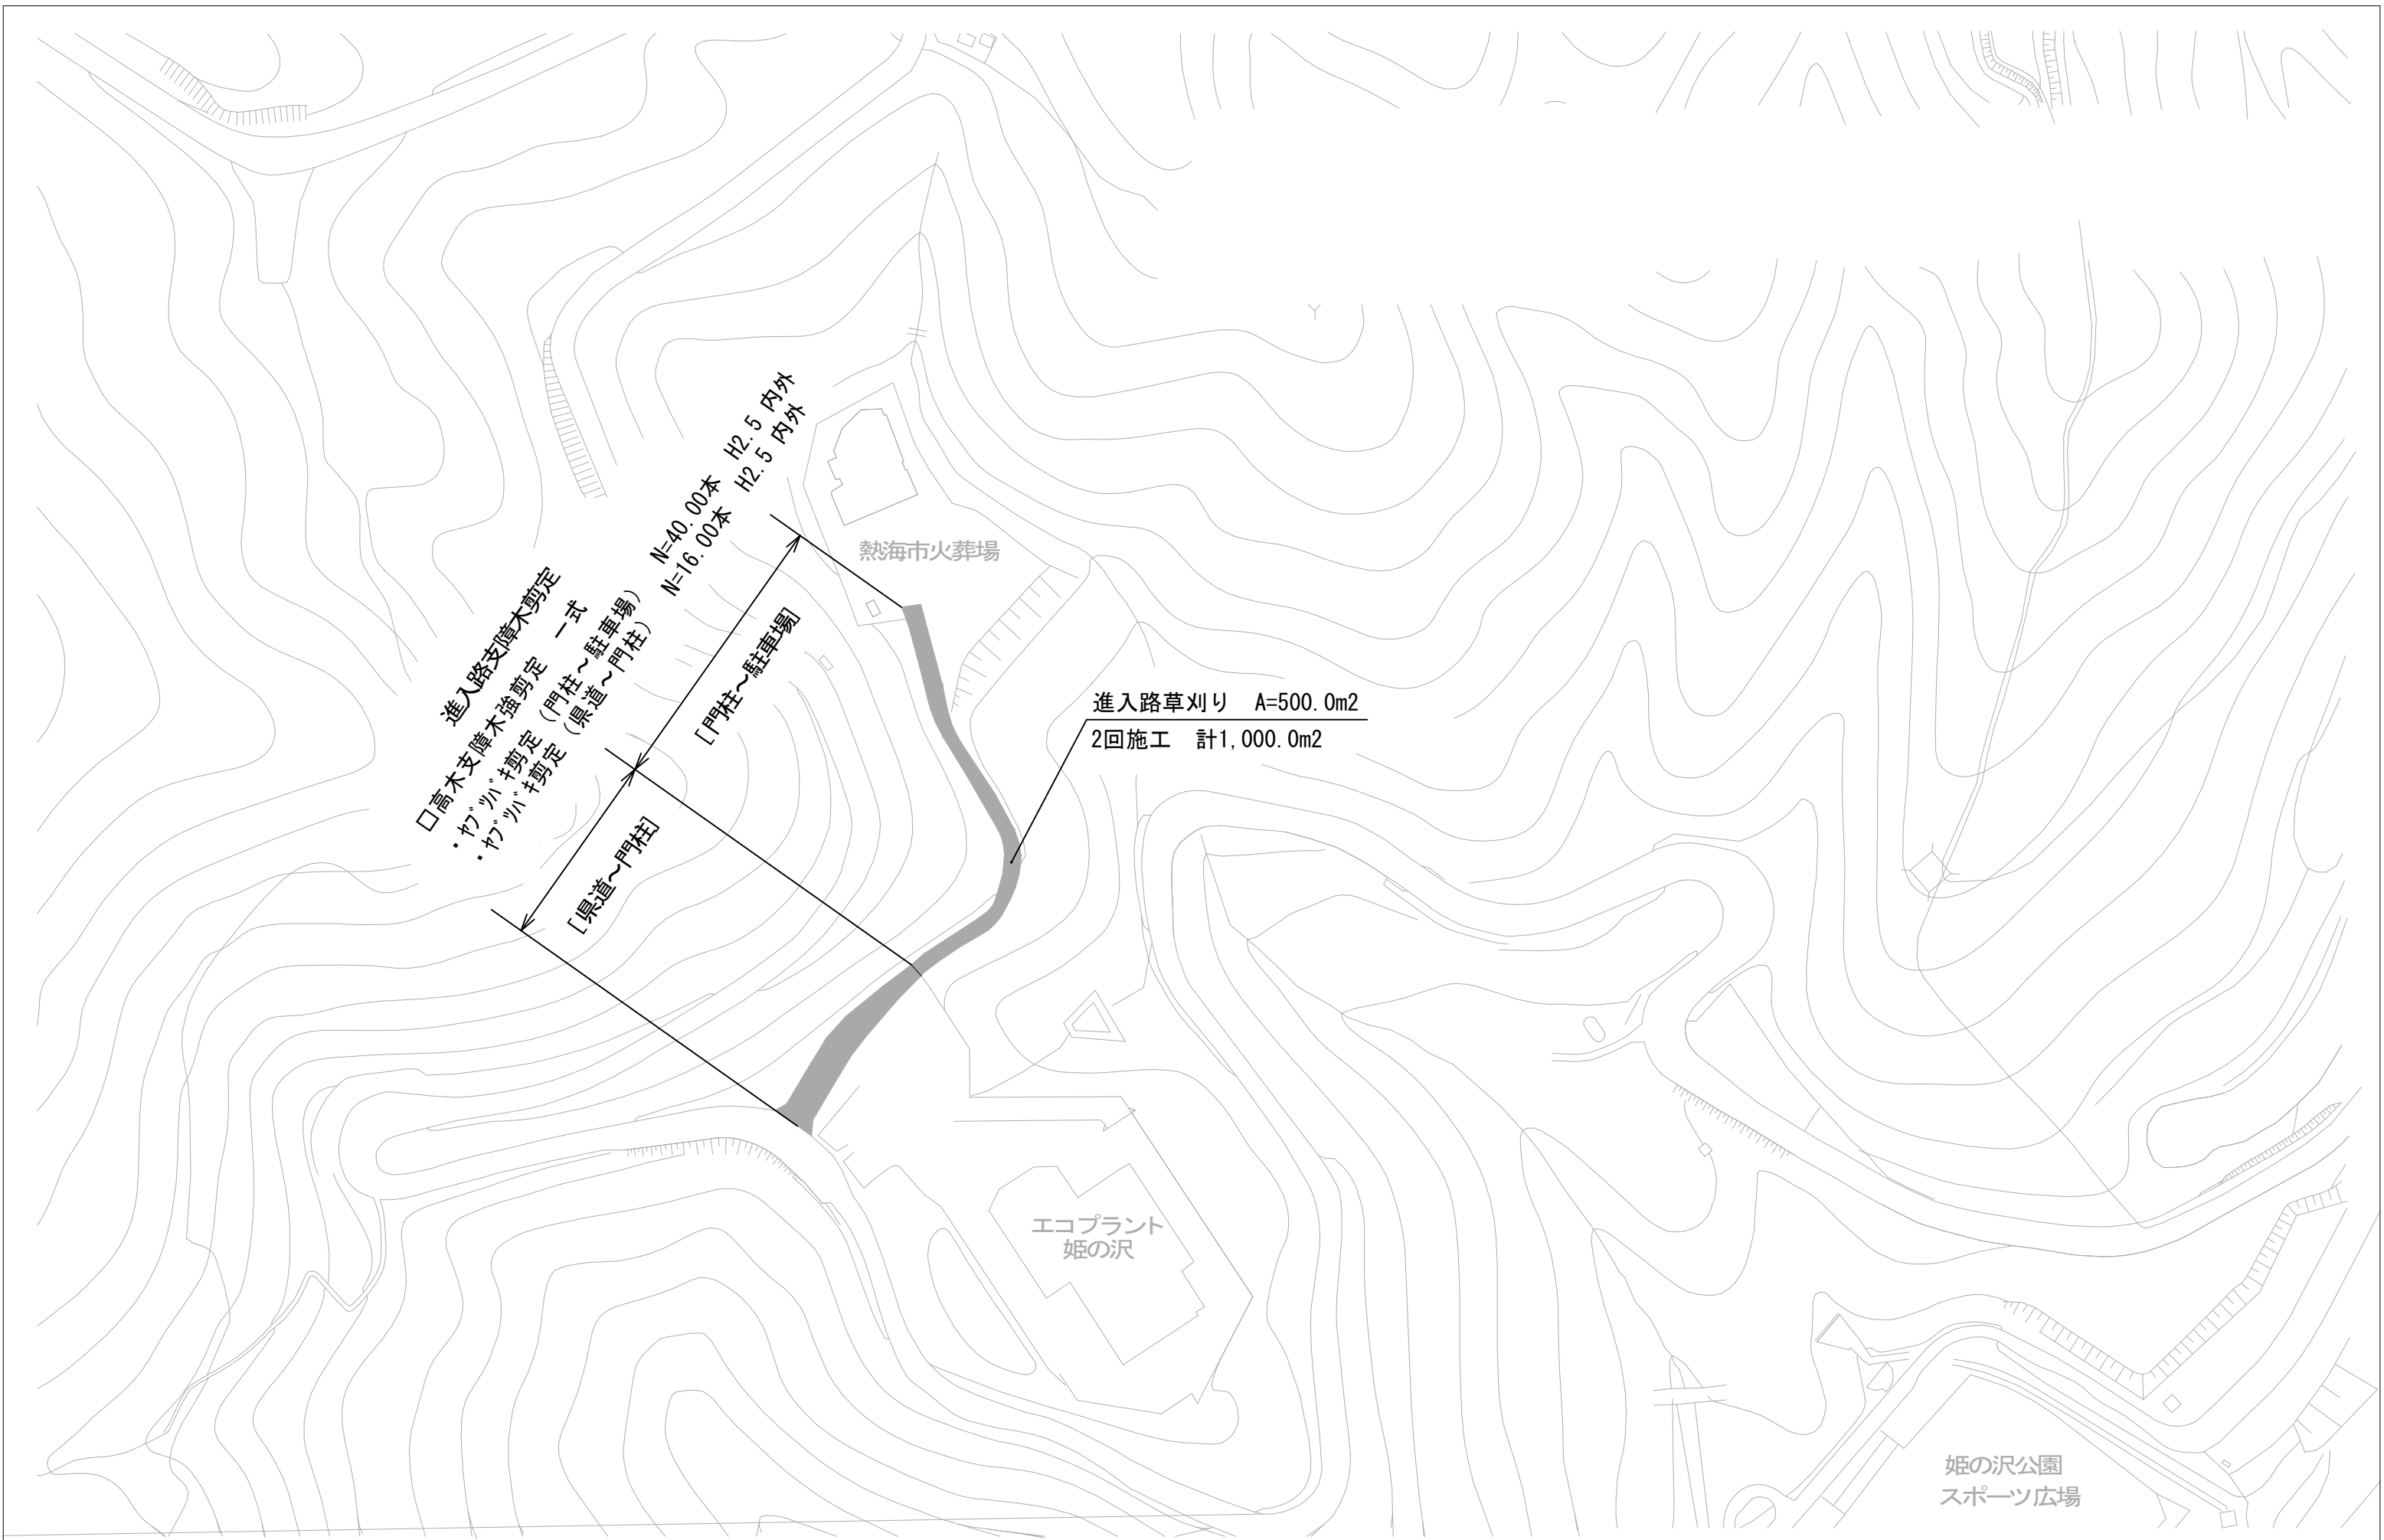 進入路支障木剪定
□高木支障木強剪定 一式
・ヤブツバキ剪定（門柱～駐車場） N=40.00本 H2.5 内外
・ヤブツバキ剪定（県道～門柱） N=16.00本 H2.5 内外
熱海市火葬場
[門柱～駐車場]
進入路草刈り A=500.0m2
2回施工 計1,000.0m2
[県道～門柱]
エコプラント
姫の沢
姫の沢公園
スポーツ広場